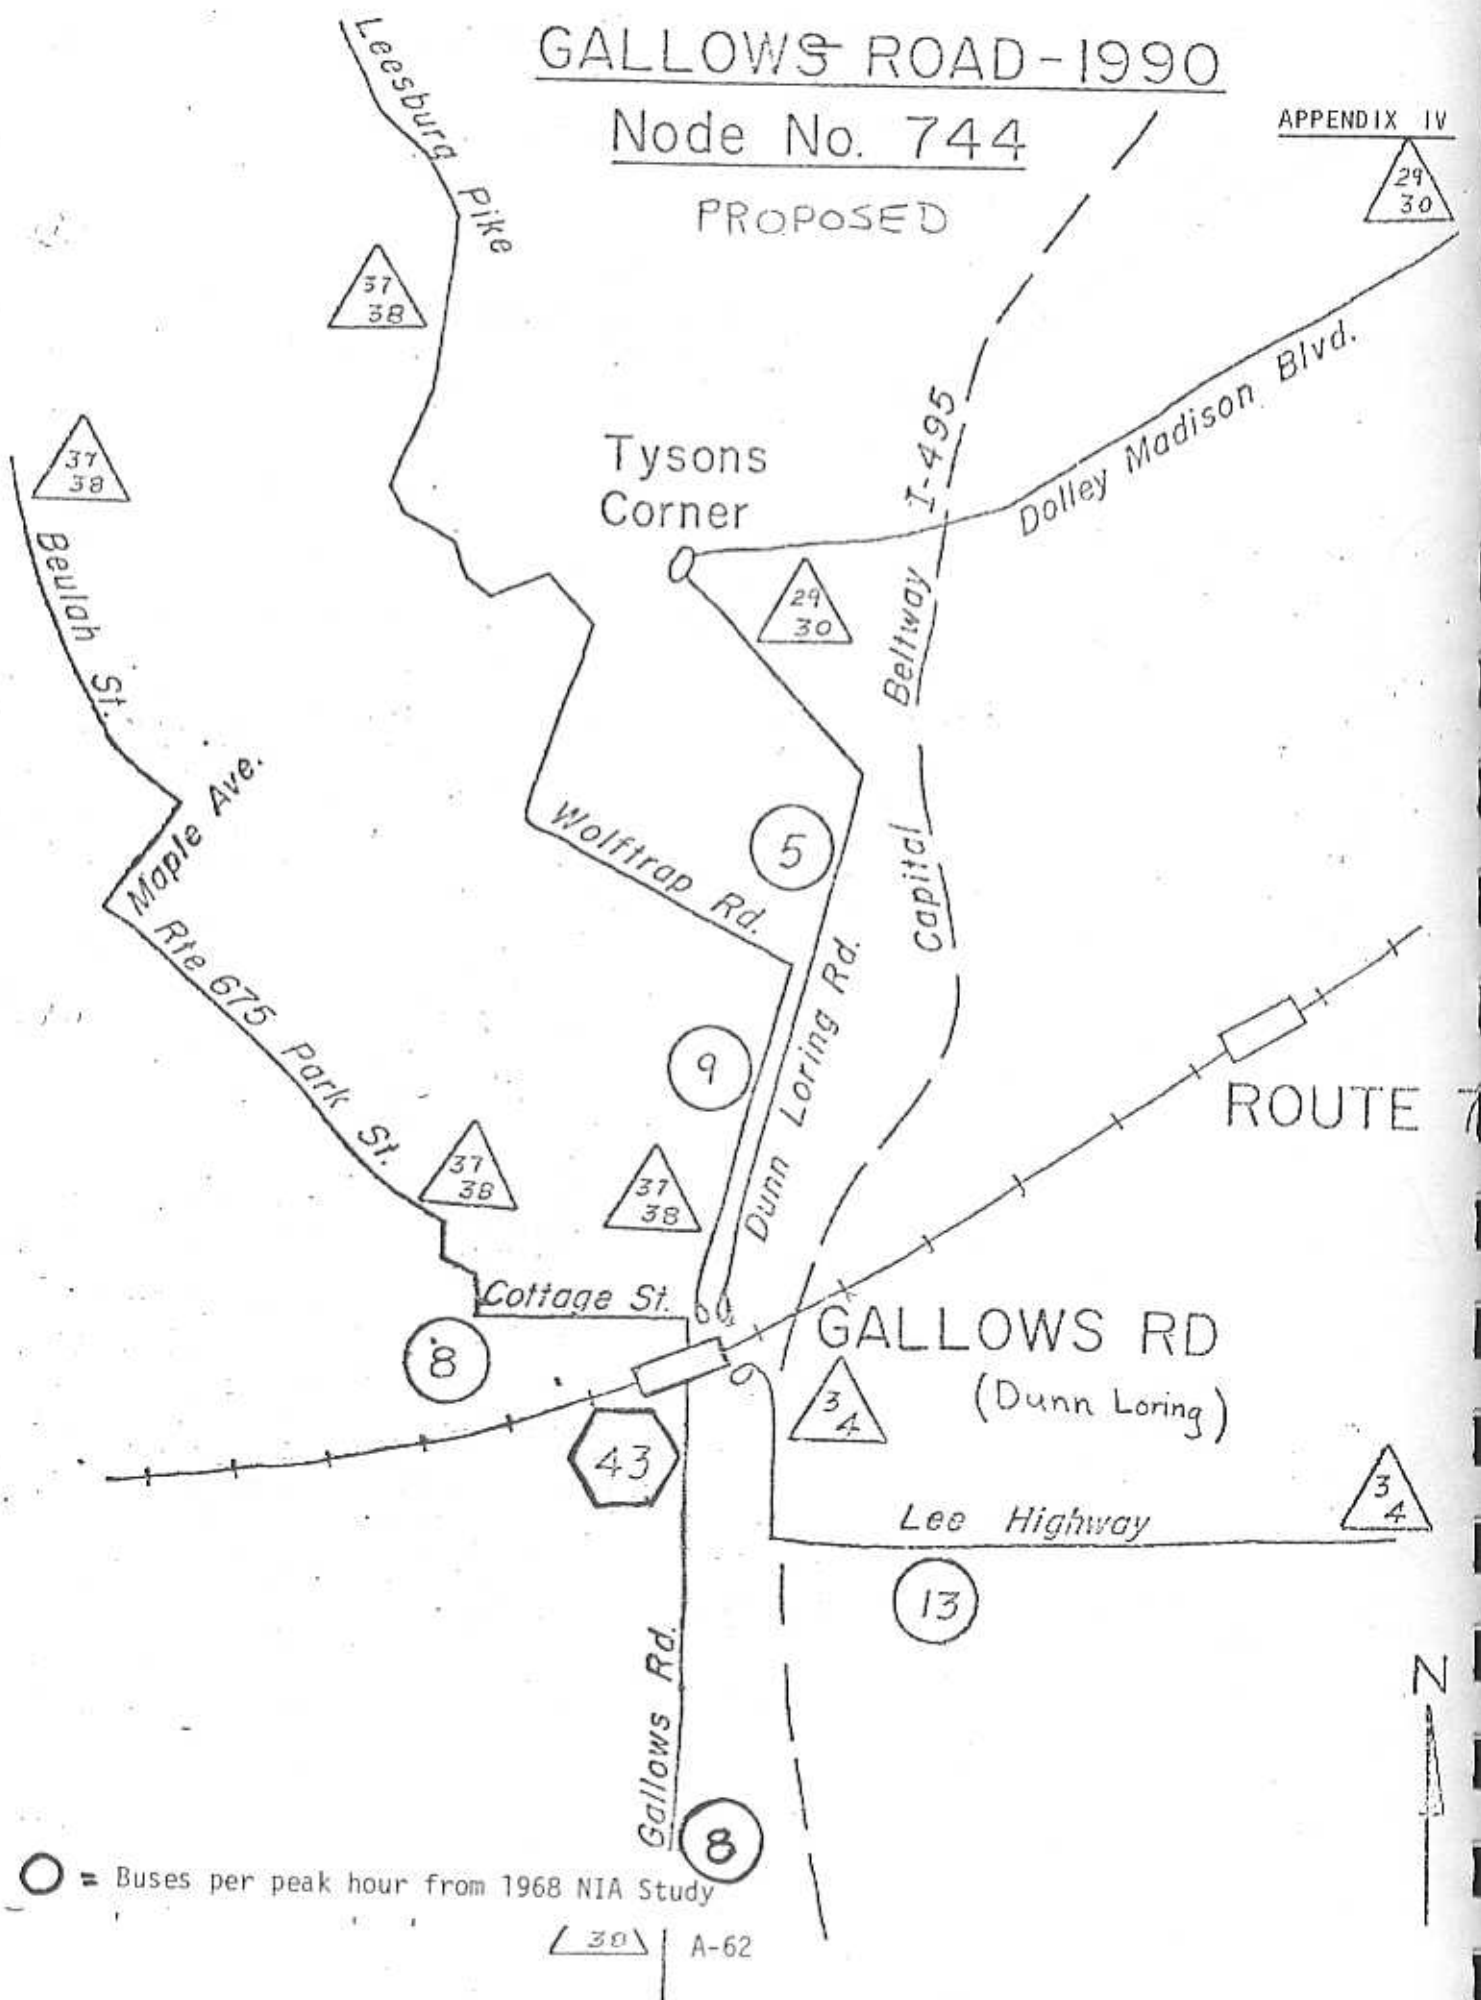 GALLOWS ROAD - 1990
Node No. 744
PROPOSED
APPENDIX IV
29
30
Leesburg Pike
37
38
37
38
Tysons
Corner
Capital Beltway I-495
Dolley Madison Blvd.
29
30
Beulah St.
Maple Ave.
Wolftrap Rd.
5
Rte 675 Park St.
9
Dunn Loring Rd.
ROUTE 7
37
38
37
38
Cottage St.
8
GALLOWS RD
(Dunn Loring)
3
4
43
3
4
Lee Highway
13
Gallows Rd.
8
N
= Buses per peak hour from 1968 NIA Study
30
A-62